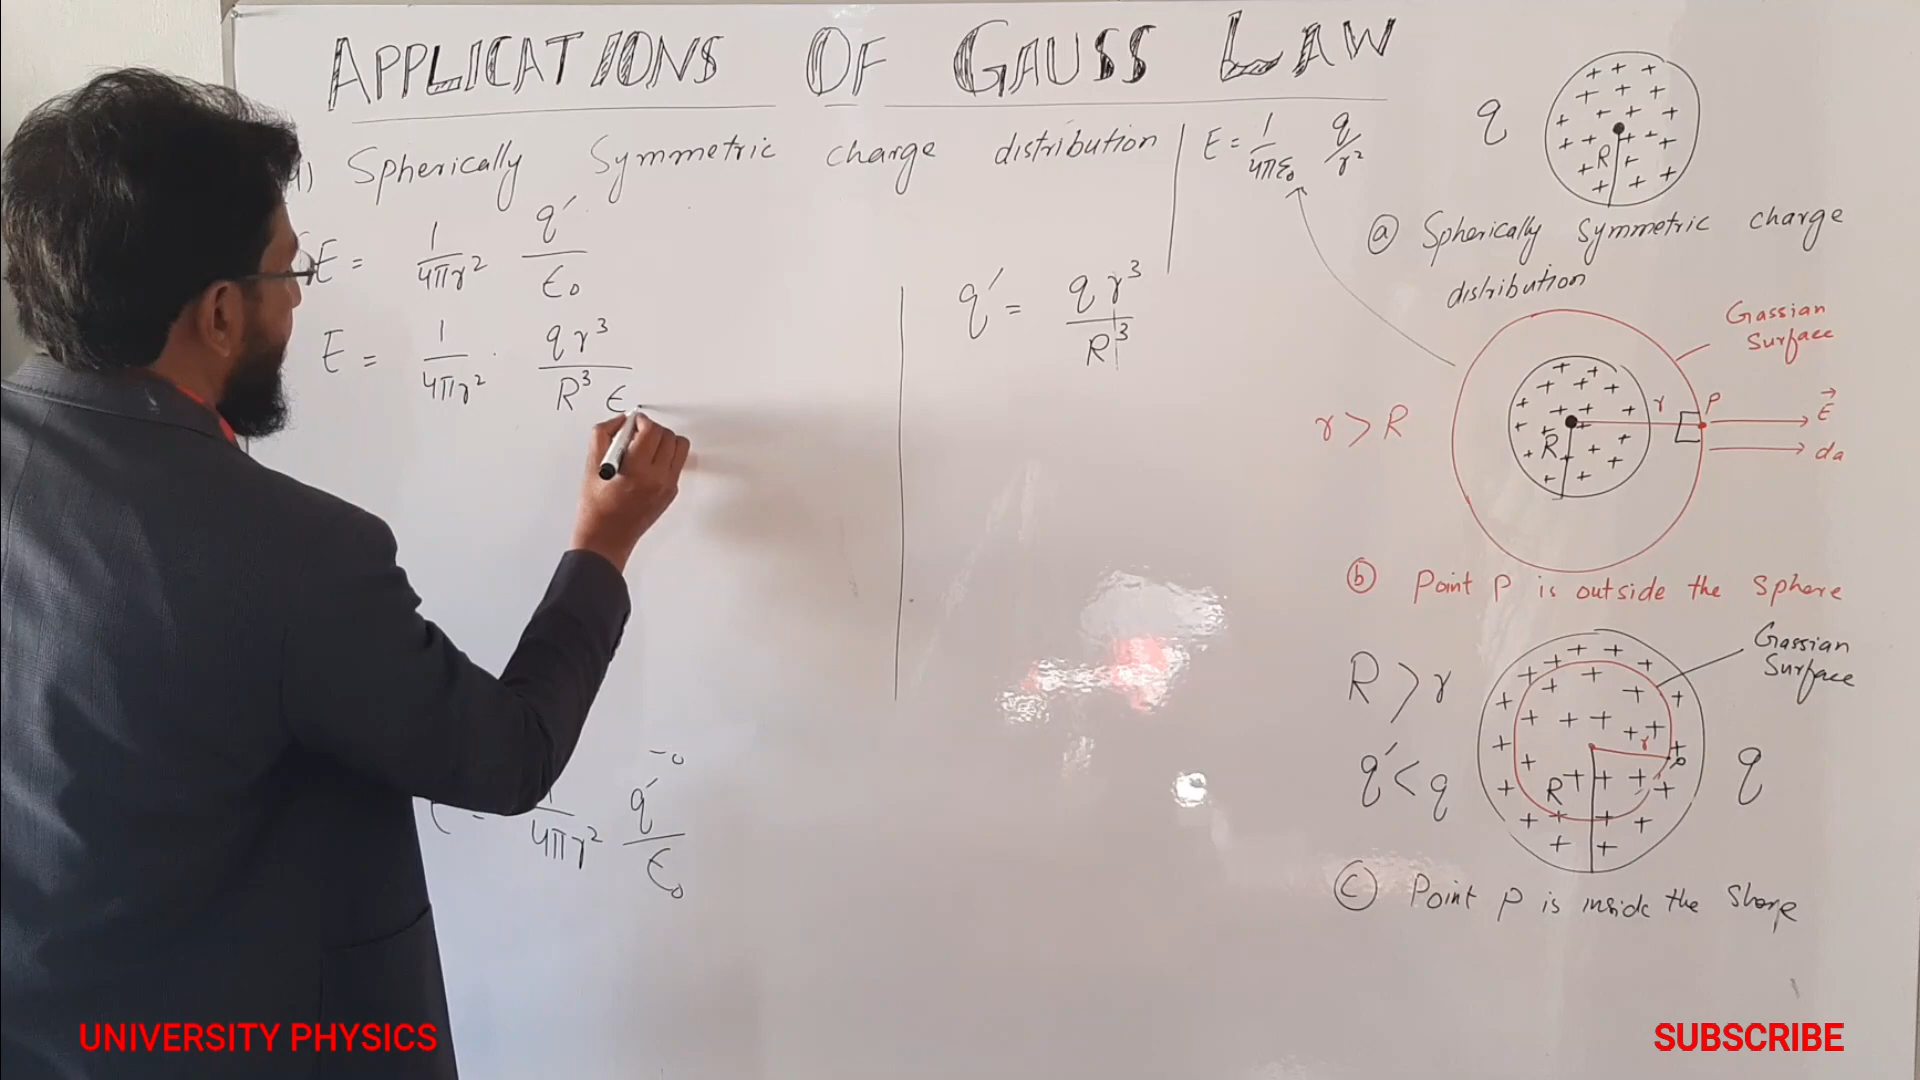 APPLICATIONS OF GAUSS LAW
Spherically Symmetric charge distribution
E = 1/4πε₀ q/r²
E = 1/4πr² q′/ε₀
E = 1/4πr² · qr³/R³ ε
q′ = qr³/R³
= 1/4πr² q′/ε₀
q
R
ⓐ Spherically symmetric charge
distribution
Gassian
Surface
r > R
R
r
P
E⃗
da
ⓑ Point P is outside the sphere
Gassian
Surface
R > r
q′ < q
R
r
q
ⓒ Point P is inside the
UNIVERSITY PHYSICS
SUBSCRIBE